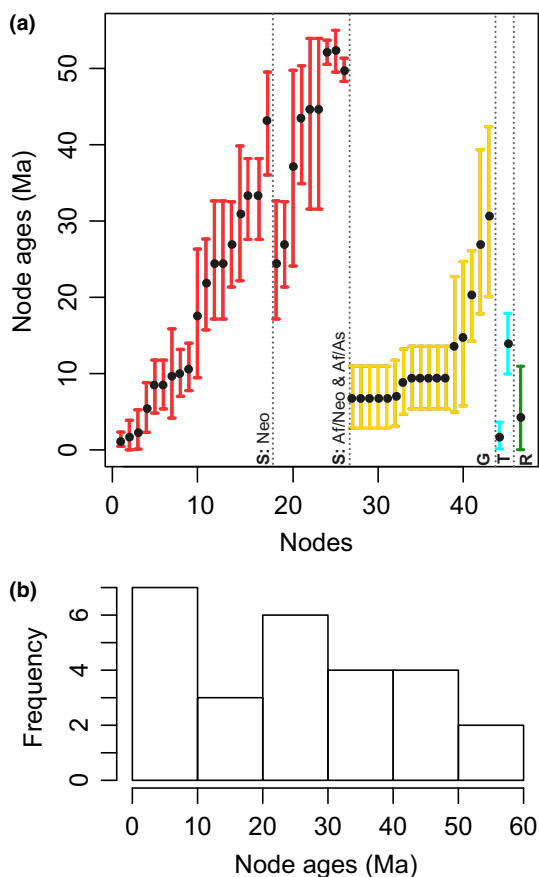 (a)
50
40
30
20
10
0
Node ages (Ma)
S: Neo
S: Af/Neo & Af/As
G
T
R
0 10 20 30 40
Nodes
(b)
6
4
2
0
Frequency
0 10 20 30 40 50 60
Node ages (Ma)